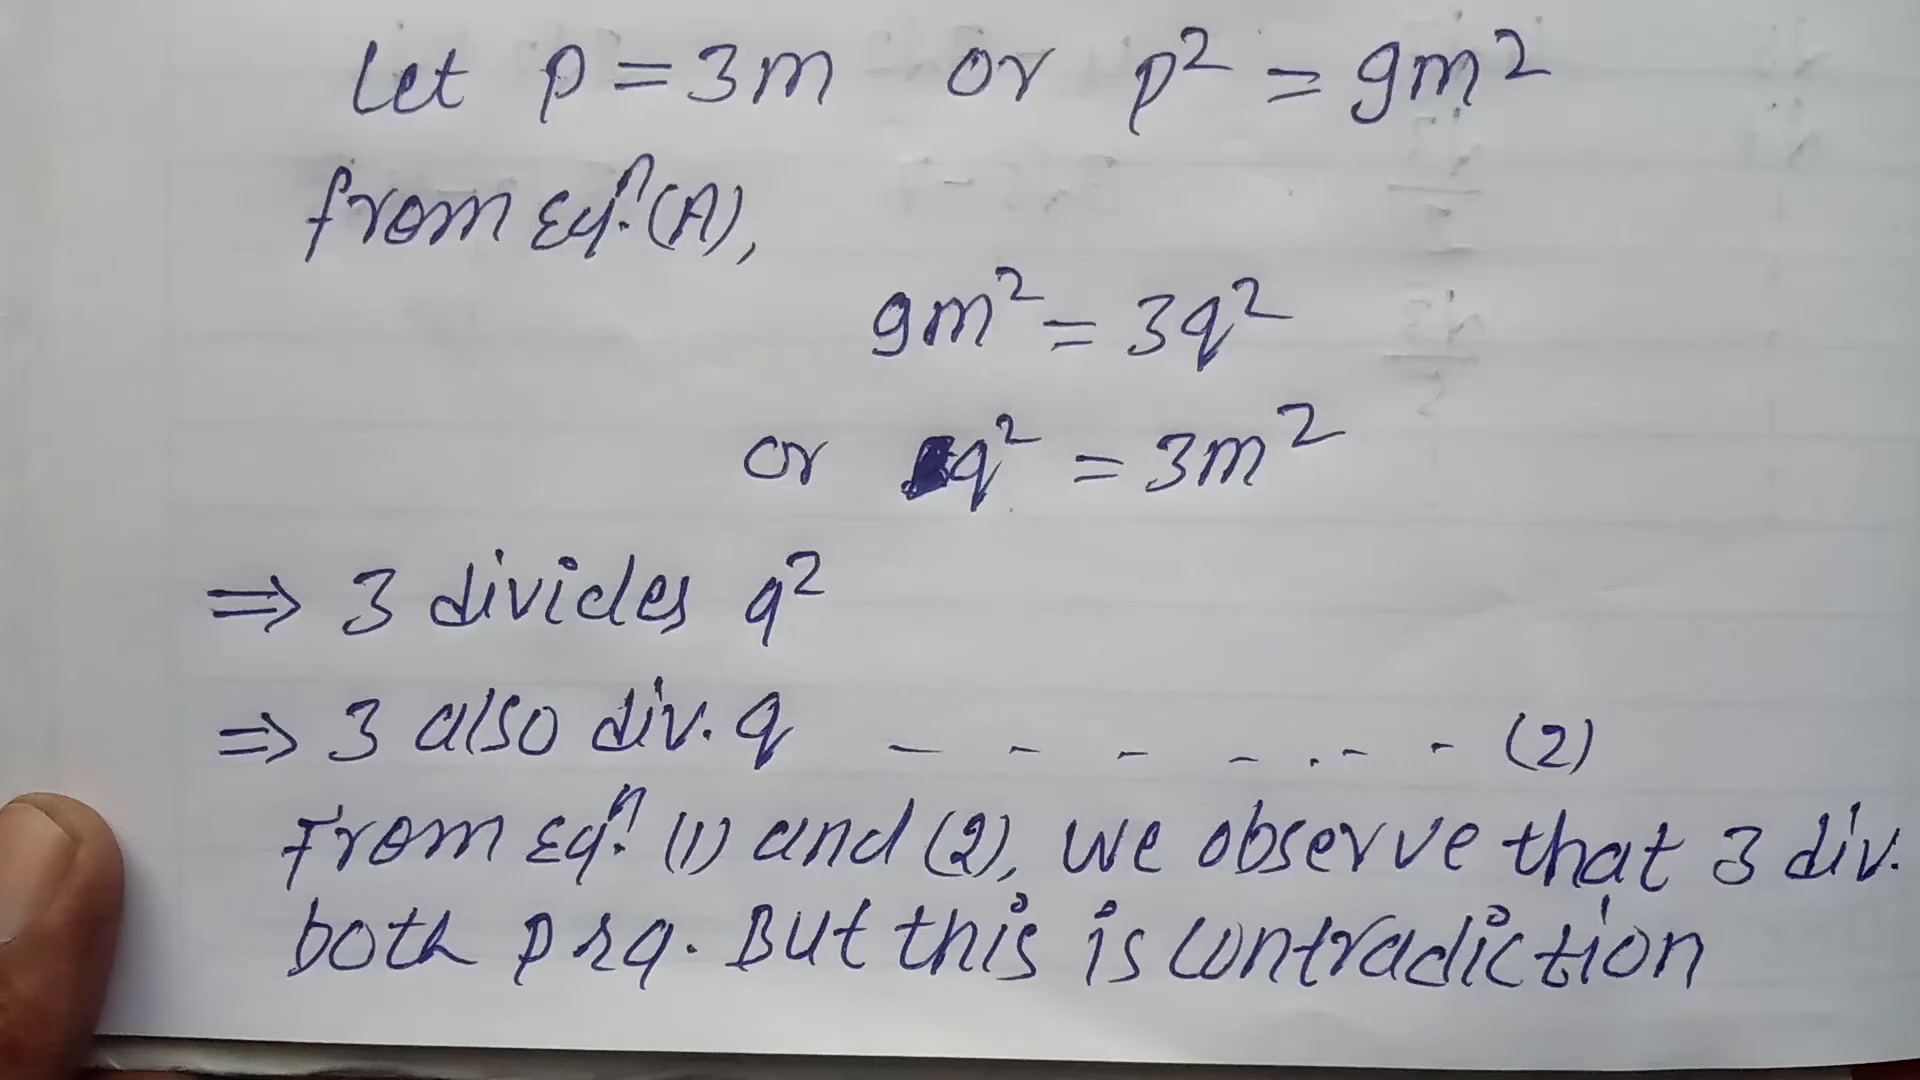 Let p = 3m or p² = 9m²
from Eqⁿ.(A),
9m² = 3q²
or q² = 3m²
⇒ 3 divides q²
⇒ 3 also div. q - - - - . - - (2)
From Eqⁿ. (1) and (2), we observe that 3 div.
both p & q. But this is contradiction